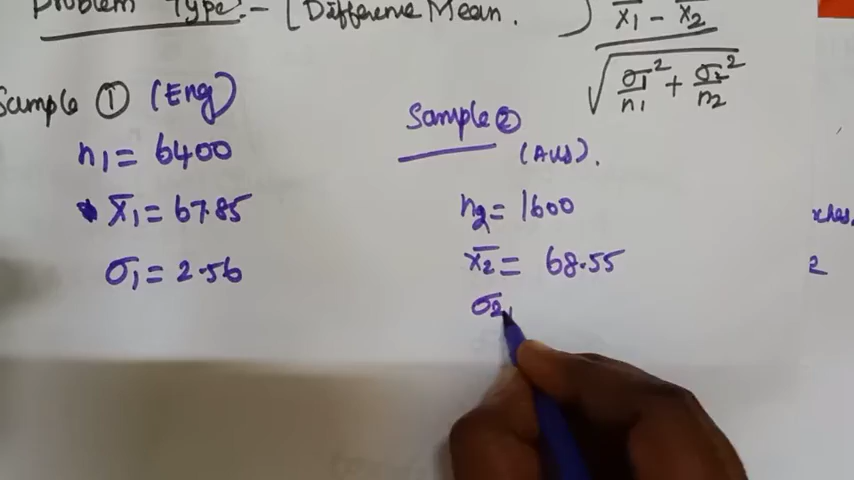 Problem Type:- [Difference Mean. )
x̄1 - x̄2
√ σ1²/n1 + σ2²/n2
Sample ① (Eng)
n1 = 6400
x̄1 = 67.85
σ1 = 2.56
Sample ②
(Aus).
n2 = 1600
x̄2 = 68.55
σ2
ches.
2